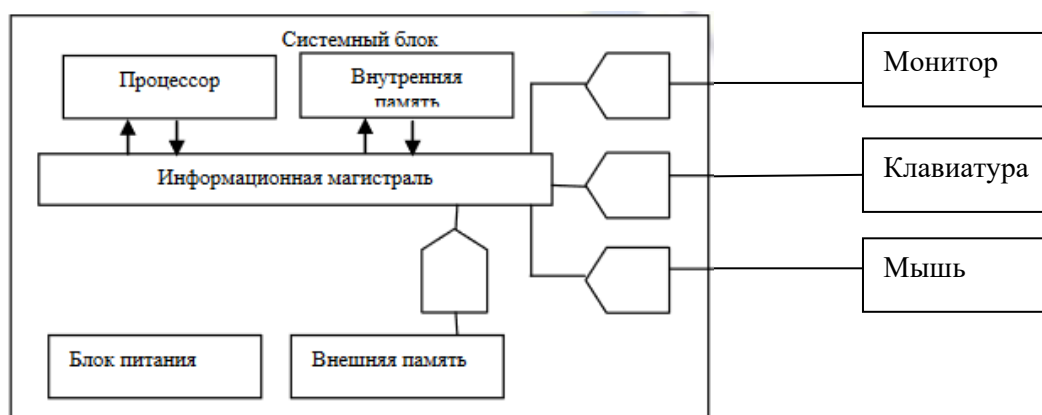 Системный блок
Процессор
Внутренняя
память
Монитор
Информационная магистраль
Клавиатура
Мышь
Блок питания
Внешняя память